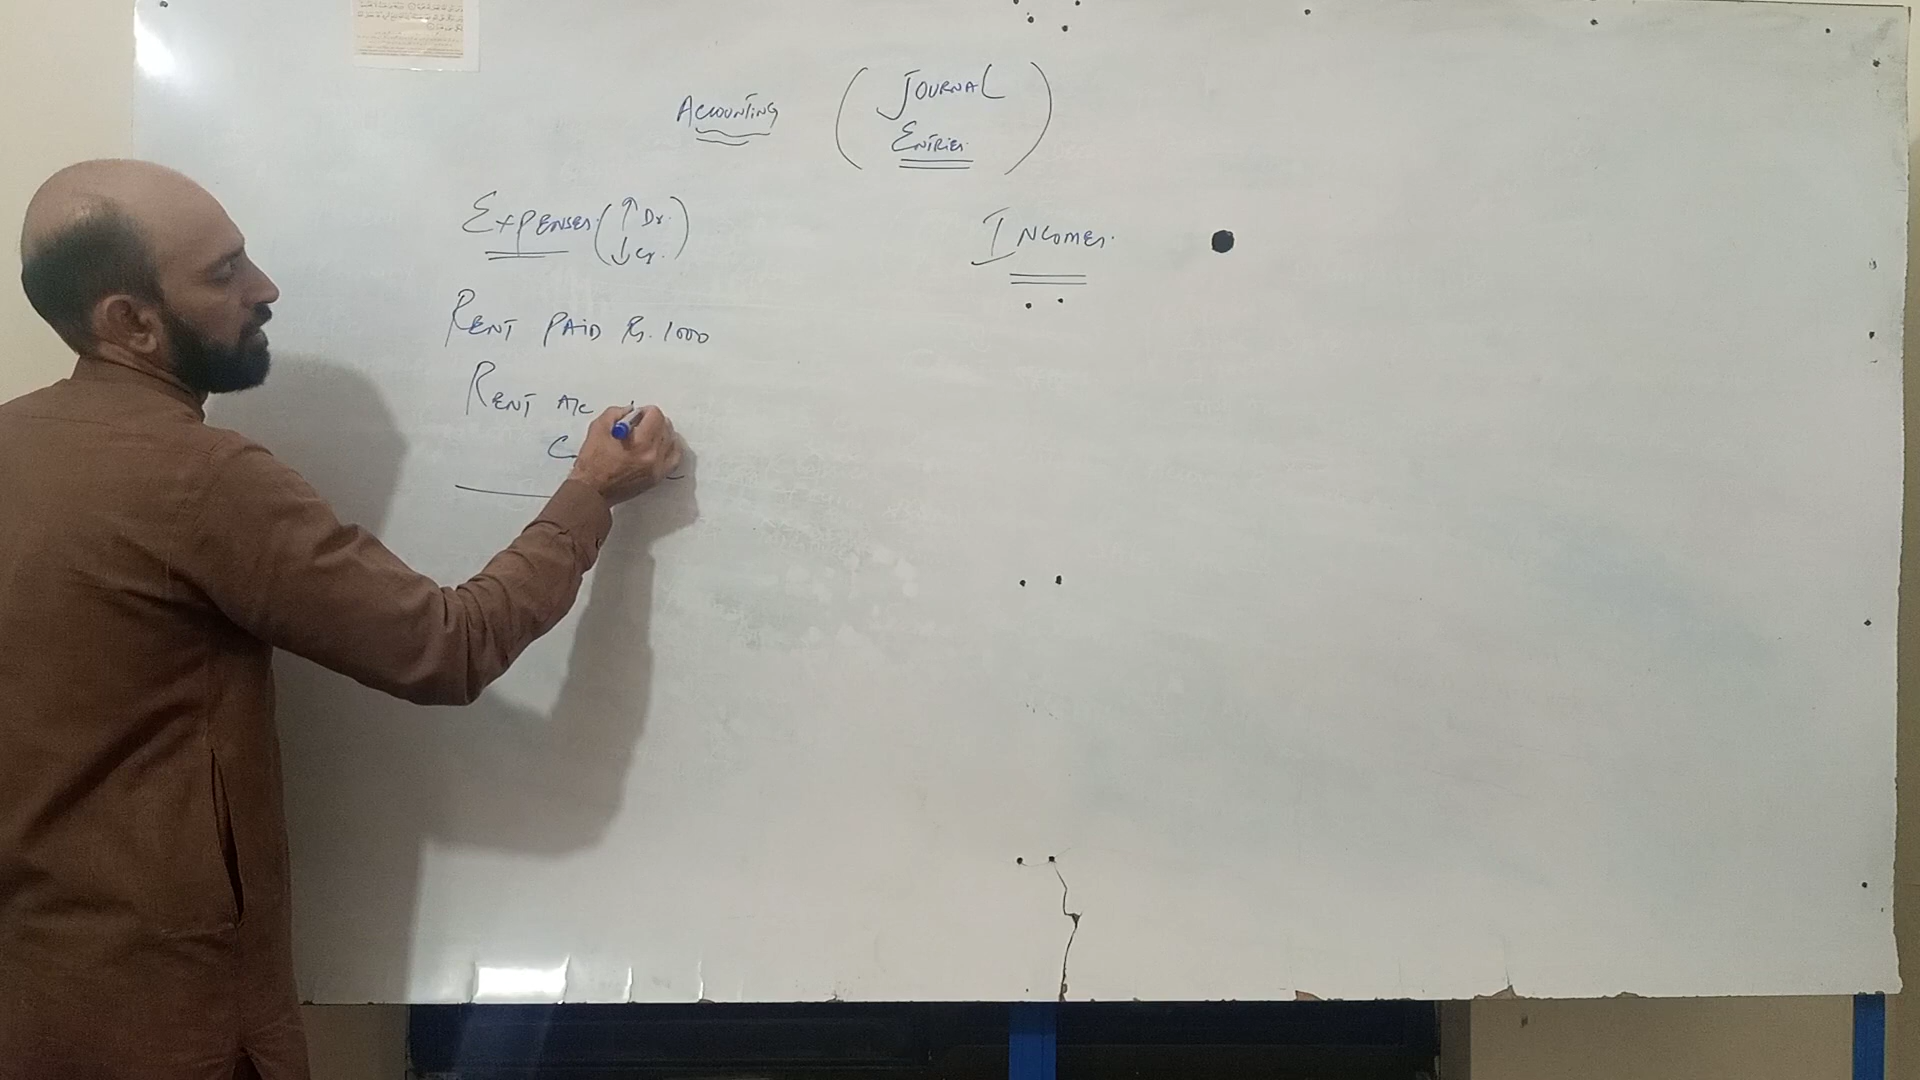 Accounting
(Journal
Entries)
Expenses (↑ Dr.
↓ Cr.)
Incomes.
Rent Paid Rs. 1000
Rent A/c